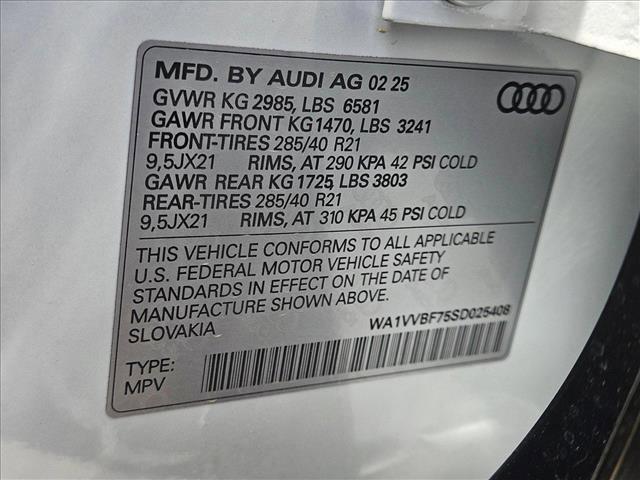 MFD. BY AUDI AG 02 25
GVWR KG 2985, LBS 6581
GAWR FRONT KG 1470, LBS 3241
FRONT-TIRES 285/40 R21
9,5JX21 RIMS, AT 290 KPA 42 PSI COLD
GAWR REAR KG 1725, LBS 3803
REAR-TIRES 285/40 R21
9,5JX21 RIMS, AT 310 KPA 45 PSI COLD
THIS VEHICLE CONFORMS TO ALL APPLICABLE
U.S. FEDERAL MOTOR VEHICLE SAFETY
STANDARDS IN EFFECT ON THE DATE OF
MANUFACTURE SHOWN ABOVE.
SLOVAKIA
WA1VVBF75SD025408
TYPE:
MPV